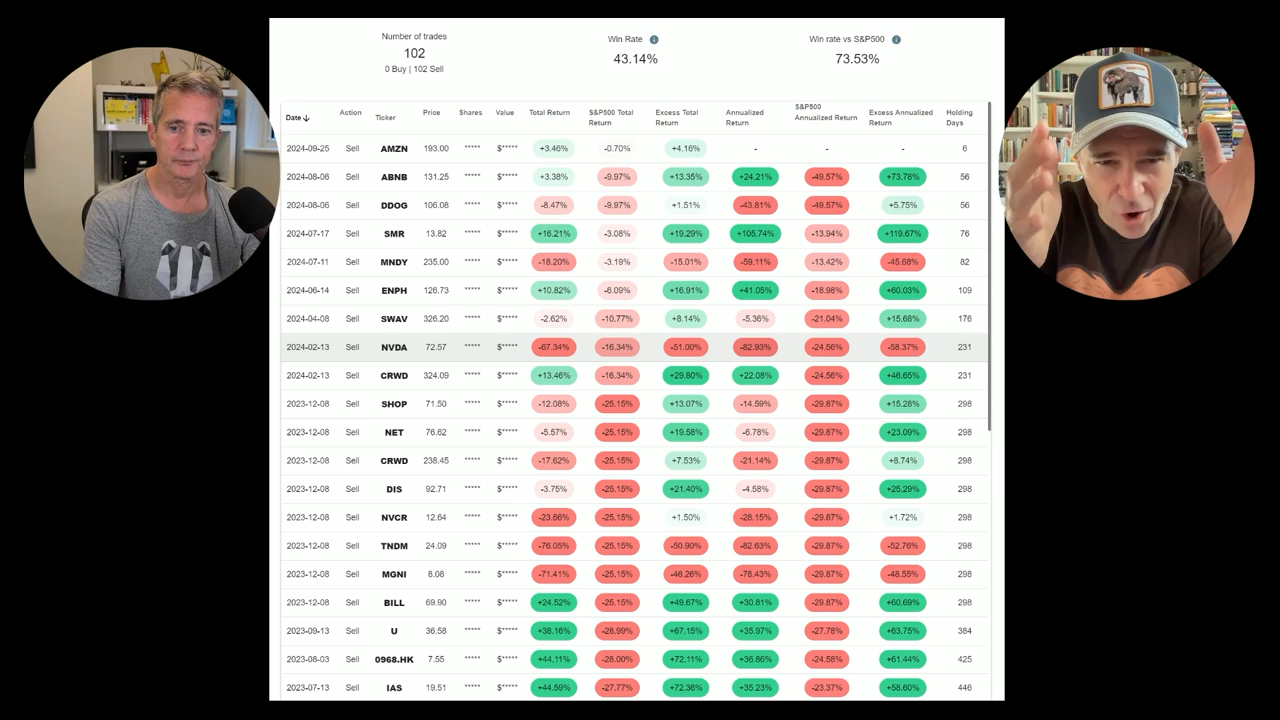 Number of trades
102
0 Buy | 102 Sell
Win Rate
43.14%
Win rate vs S&P500
73.53%
Date↓ Action Ticker Price Shares Value Total Return S&P500 Total Return Excess Total Return Annualized Return S&P500 Annualized Return Excess Annualized Return Holding Days
2024-09-25 Sell AMZN 193.00 ***** $***** +3.46% -0.70% +4.16% - - - 6
2024-08-06 Sell ABNB 131.25 ***** $***** +3.38% -9.97% +13.35% +24.21% -49.57% +73.78% 56
2024-08-06 Sell DDOG 106.08 ***** $***** -8.47% -9.97% +1.51% -43.81% -49.57% +5.75% 56
2024-07-17 Sell SMR 13.82 ***** $***** +16.21% -3.08% +19.29% +105.74% -13.94% +119.67% 76
2024-07-11 Sell MNDY 235.00 ***** $***** -18.20% -3.19% -15.01% -59.11% -13.42% -45.68% 82
2024-06-14 Sell ENPH 126.73 ***** $***** +10.82% -6.09% +16.91% +41.05% -18.98% +60.03% 109
2024-04-08 Sell SWAV 326.20 ***** $***** -2.62% -10.77% +8.14% -5.36% -21.04% +15.68% 176
2024-02-13 Sell NVDA 72.57 ***** $***** -67.34% -16.34% -51.00% -82.93% -24.56% -58.37% 231
2024-02-13 Sell CRWD 324.09 ***** $***** +13.46% -16.34% +29.80% +22.08% -24.56% +46.65% 231
2023-12-08 Sell SHOP 71.50 ***** $***** -12.08% -25.15% +13.07% -14.59% -29.87% +15.28% 298
2023-12-08 Sell NET 76.62 ***** $***** -5.57% -25.15% +19.58% -6.78% -29.87% +23.09% 298
2023-12-08 Sell CRWD 238.45 ***** $***** -17.62% -25.15% +7.53% -21.14% -29.87% +8.74% 298
2023-12-08 Sell DIS 92.71 ***** $***** -3.75% -25.15% +21.40% -4.58% -29.87% +25.29% 298
2023-12-08 Sell NVCR 12.64 ***** $***** -23.66% -25.15% +1.50% -28.15% -29.87% +1.72% 298
2023-12-08 Sell TNDM 24.09 ***** $***** -76.05% -25.15% -50.90% -82.63% -29.87% -52.76% 298
2023-12-08 Sell MGNI 8.08 ***** $***** -71.41% -25.15% -46.26% -78.43% -29.87% -48.55% 298
2023-12-08 Sell BILL 69.90 ***** $***** +24.52% -25.15% +49.67% +30.81% -29.87% +60.69% 298
2023-09-13 Sell U 36.58 ***** $***** +38.16% -28.99% +67.15% +35.97% -27.78% +63.75% 384
2023-08-03 Sell 0968.HK 7.55 ***** $***** +44.11% -28.00% +72.11% +36.86% -24.58% +61.44% 425
2023-07-13 Sell IAS 19.51 ***** $***** +44.59% -27.77% +72.36% +35.23% -23.37% +58.60% 446